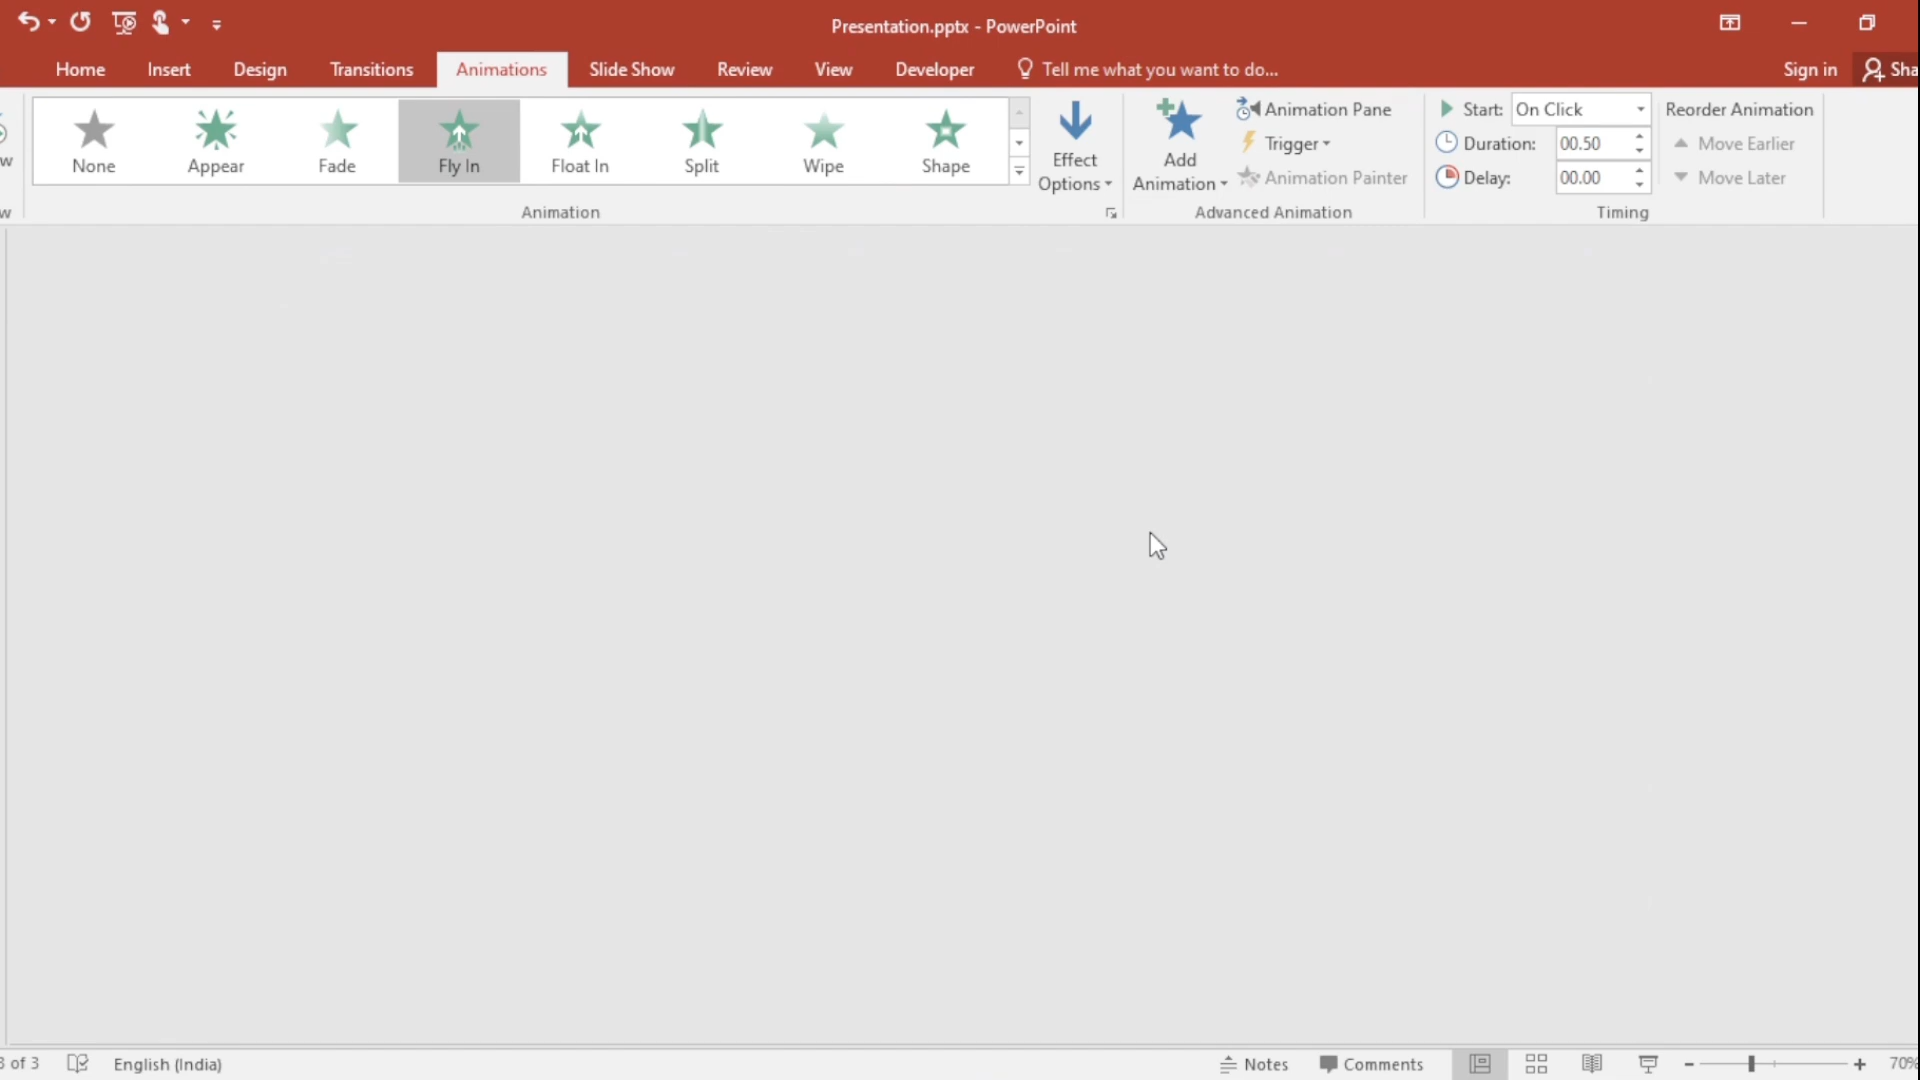 Presentation.pptx - PowerPoint
Home Insert Design Transitions Animations Slide Show Review View Developer Tell me what you want to do... Sign in Sha
None Appear Fade Fly In Float In Split Wipe Shape
Effect Options
Add Animation
Animation Pane
Trigger
Animation Painter
Start: On Click
Duration: 00.50
Delay: 00.00
Reorder Animation
Move Earlier
Move Later
w
w
Animation
Advanced Animation
Timing
3 of 3 English (India) Notes Comments 70%